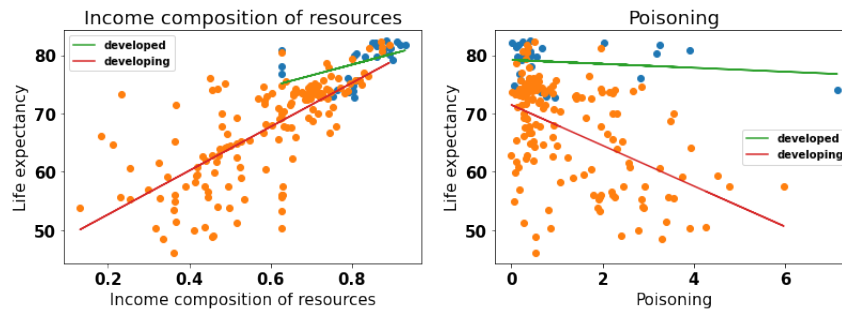 Income composition of resources
Life expectancy
80
70
60
50
developed
developing
0.2 0.4 0.6 0.8
Income composition of resources
Poisoning
Life expectancy
80
70
60
50
developed
developing
0 2 4 6
Poisoning